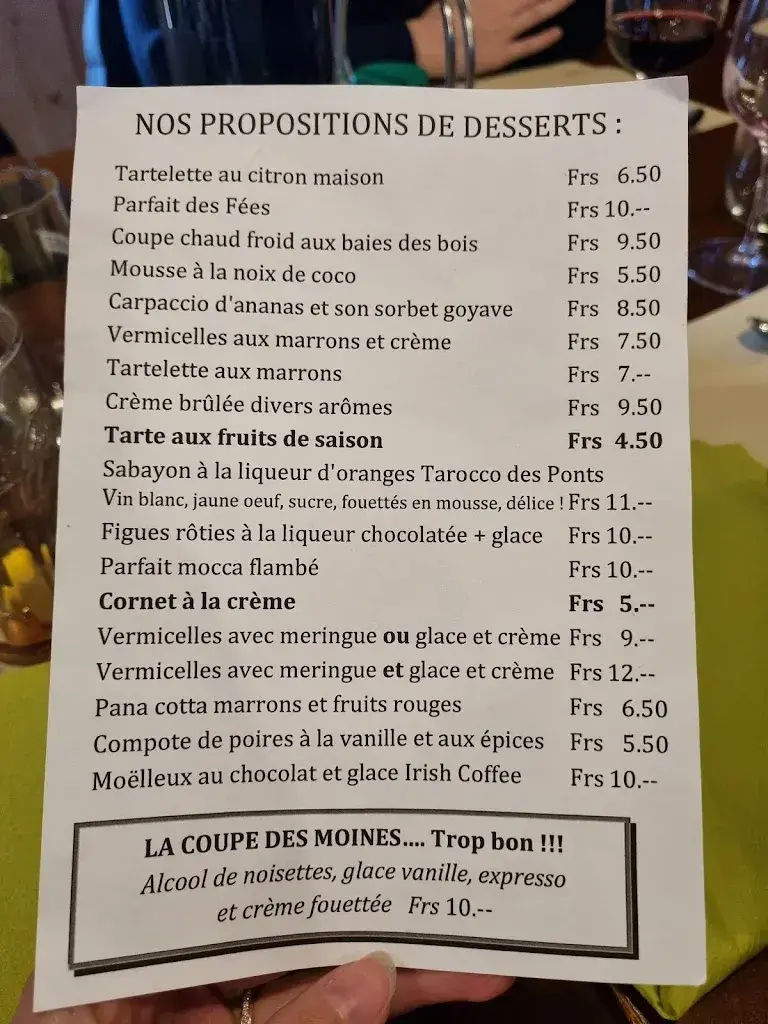 NOS PROPOSITIONS DE DESSERTS :
Tartelette au citron maison Frs 6.50
Parfait des Fées Frs 10.--
Coupe chaud froid aux baies des bois Frs 9.50
Mousse à la noix de coco Frs 5.50
Carpaccio d'ananas et son sorbet goyave Frs 8.50
Vermicelles aux marrons et crème Frs 7.50
Tartelette aux marrons Frs 7.--
Crème brûlée divers arômes Frs 9.50
Tarte aux fruits de saison Frs 4.50
Sabayon à la liqueur d'oranges Tarocco des Ponts
Vin blanc, jaune oeuf, sucre, fouettés en mousse, délice ! Frs 11.--
Figues rôties à la liqueur chocolatée + glace Frs 10.--
Parfait mocca flambé Frs 10.--
Cornet à la crème Frs 5.--
Vermicelles avec meringue ou glace et crème Frs 9.--
Vermicelles avec meringue et glace et crème Frs 12.--
Pana cotta marrons et fruits rouges Frs 6.50
Compote de poires à la vanille et aux épices Frs 5.50
Moëlleux au chocolat et glace Irish Coffee Frs 10.--
LA COUPE DES MOINES.... Trop bon !!!
Alcool de noisettes, glace vanille, expresso
et crème fouettée Frs 10.--